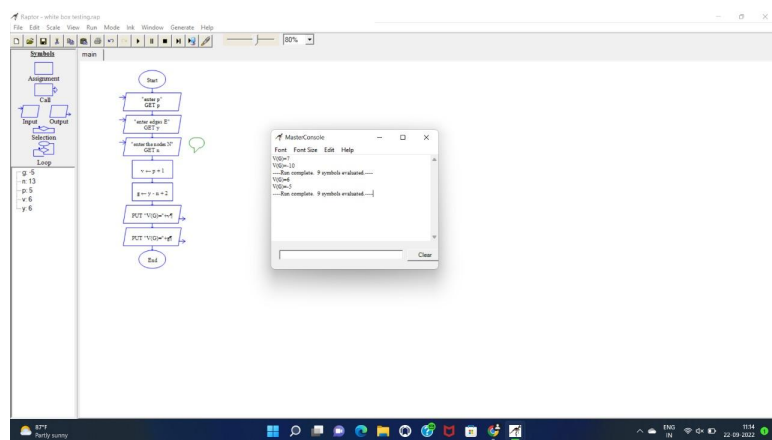 Raptor - white box testing.rap
File Edit Scale View Run Mode Ink Window Generate Help
80%
Symbols
main
Assignment
Call
Input Output
Selection
Loop
g: -5
n: 13
p: 5
v: 6
y: 6
Start
"enter p"
GET p
"enter edges E"
GET y
"enter tha nodes N"
GET n
v ← p + 1
g ← y - n + 2
PUT "V(G)="+v¶
PUT "V(G)="+g¶
End
MasterConsole
Font Font Size Edit Help
V(G)=7
V(G)=-10
----Run complete. 9 symbols evaluated.----
V(G)=6
V(G)=-5
----Run complete. 9 symbols evaluated.----
Clear
87°F
Partly sunny
ENG
IN
11:34
22-09-2022